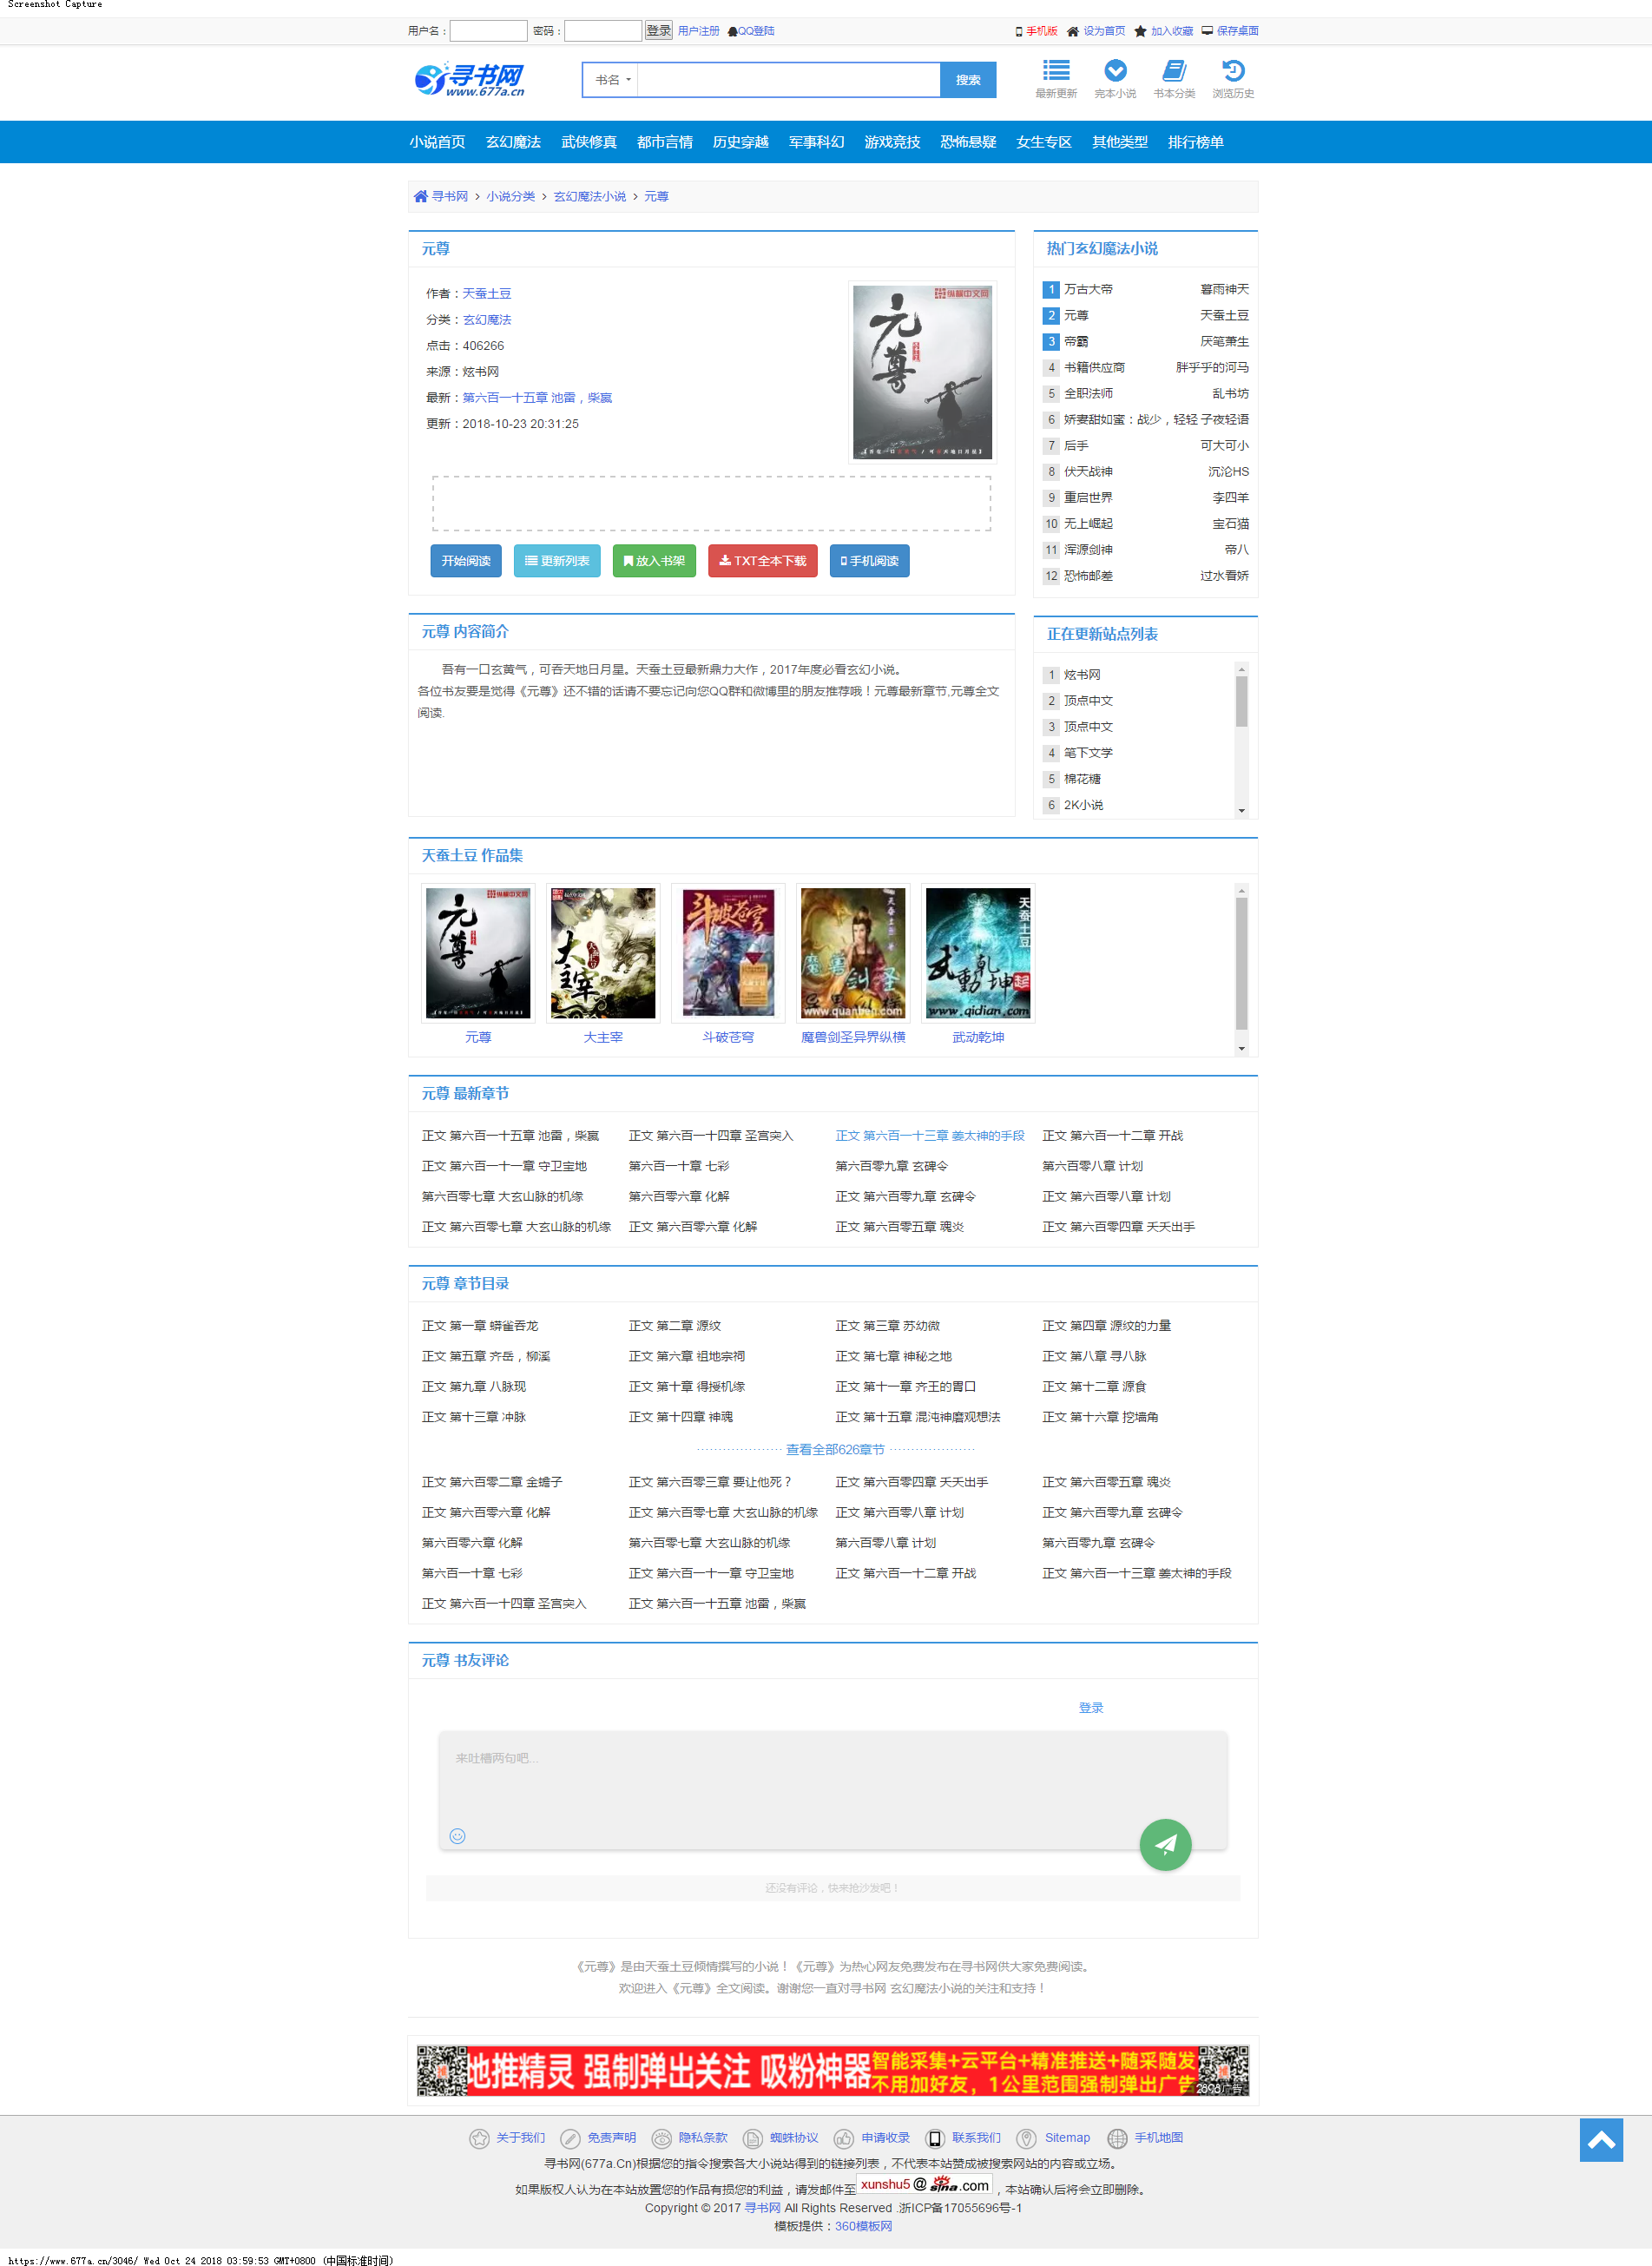 Screenshot Capture
用户名： 密码： 登录 用户注册 QQ登陆 手机版 设为首页 加入收藏 保存桌面
寻书网
www.677a.cn
书名 搜索
最新更新 完本小说 书本分类 浏览历史
小说首页 玄幻魔法 武侠修真 都市言情 历史穿越 军事科幻 游戏竞技 恐怖悬疑 女生专区 其他类型 排行榜单
寻书网 > 小说分类 > 玄幻魔法小说 > 元尊
元尊
作者：天蚕土豆
分类：玄幻魔法
点击：406266
来源：炫书网
最新：第六百一十五章 池雷，柴赢
更新：2018-10-23 20:31:25
纵横中文网
元尊
开始阅读 更新列表 放入书架 TXT全本下载 手机阅读
热门玄幻魔法小说
1 万古大帝 暮雨神天
2 元尊 天蚕土豆
3 帝霸 厌笔萧生
4 书籍供应商 胖乎乎的河马
5 全职法师 乱书坊
6 娇妻甜如蜜：战少，轻轻 子夜轻语
7 后手 可大可小
8 伏天战神 沉沦HS
9 重启世界 李四羊
10 无上崛起 宝石猫
11 浑源剑神 帝八
12 恐怖邮差 过水看娇
元尊 内容简介
吾有一口玄黄气，可吞天地日月星。天蚕土豆最新鼎力大作，2017年度必看玄幻小说。
各位书友要是觉得《元尊》还不错的话请不要忘记向您QQ群和微博里的朋友推荐哦！元尊最新章节,元尊全文
阅读.
正在更新站点列表
1 炫书网
2 顶点中文
3 顶点中文
4 笔下文学
5 棉花糖
6 2K小说
天蚕土豆 作品集
纵横中文网
元尊
大主宰
斗破苍穹
魔兽剑圣
异界纵横
www.quanben.com
天蚕土豆
武動乾坤
www.qidian.com
元尊 大主宰 斗破苍穹 魔兽剑圣异界纵横 武动乾坤
元尊 最新章节
正文 第六百一十五章 池雷，柴赢 正文 第六百一十四章 圣宫突入 正文 第六百一十三章 姜太神的手段 正文 第六百一十二章 开战
正文 第六百一十一章 守卫宝地 第六百一十章 七彩 第六百零九章 玄碑令 第六百零八章 计划
第六百零七章 大玄山脉的机缘 第六百零六章 化解 正文 第六百零九章 玄碑令 正文 第六百零八章 计划
正文 第六百零七章 大玄山脉的机缘 正文 第六百零六章 化解 正文 第六百零五章 魂炎 正文 第六百零四章 夭夭出手
元尊 章节目录
正文 第一章 蟒雀吞龙 正文 第二章 源纹 正文 第三章 苏幼微 正文 第四章 源纹的力量
正文 第五章 齐岳，柳溪 正文 第六章 祖地宗祠 正文 第七章 神秘之地 正文 第八章 寻八脉
正文 第九章 八脉现 正文 第十章 得授机缘 正文 第十一章 齐王的胃口 正文 第十二章 源食
正文 第十三章 冲脉 正文 第十四章 神魂 正文 第十五章 混沌神磨观想法 正文 第十六章 挖墙角
查看全部626章节
正文 第六百零二章 金蟾子 正文 第六百零三章 要让他死？ 正文 第六百零四章 夭夭出手 正文 第六百零五章 魂炎
正文 第六百零六章 化解 正文 第六百零七章 大玄山脉的机缘 正文 第六百零八章 计划 正文 第六百零九章 玄碑令
第六百零六章 化解 第六百零七章 大玄山脉的机缘 第六百零八章 计划 第六百零九章 玄碑令
第六百一十章 七彩 正文 第六百一十一章 守卫宝地 正文 第六百一十二章 开战 正文 第六百一十三章 姜太神的手段
正文 第六百一十四章 圣宫突入 正文 第六百一十五章 池雷，柴赢
元尊 书友评论
登录
来吐槽两句吧...
还没有评论，快来抢沙发吧！
《元尊》是由天蚕土豆倾情撰写的小说！《元尊》为热心网友免费发布在寻书网供大家免费阅读。
欢迎进入《元尊》全文阅读。谢谢您一直对寻书网 玄幻魔法小说的关注和支持！
地推精灵 强制弹出关注 吸粉神器
智能采集+云平台+精准推送+随采随发
不用加好友，1公里范围强制弹出广告
2898广告
关于我们 免责声明 隐私条款 蜘蛛协议 申请收录 联系我们 Sitemap 手机地图
寻书网(677a.Cn)根据您的指令搜索各大小说站得到的链接列表，不代表本站赞成被搜索网站的内容或立场。
如果版权人认为在本站放置您的作品有损您的利益，请发邮件至xunshu5@sina.com，本站确认后将会立即删除。
Copyright © 2017 寻书网 All Rights Reserved .浙ICP备17055696号-1
模板提供：360模板网
https://www.677a.cn/3046/ Wed Oct 24 2018 03:59:53 GMT+0800 (中国标准时间)